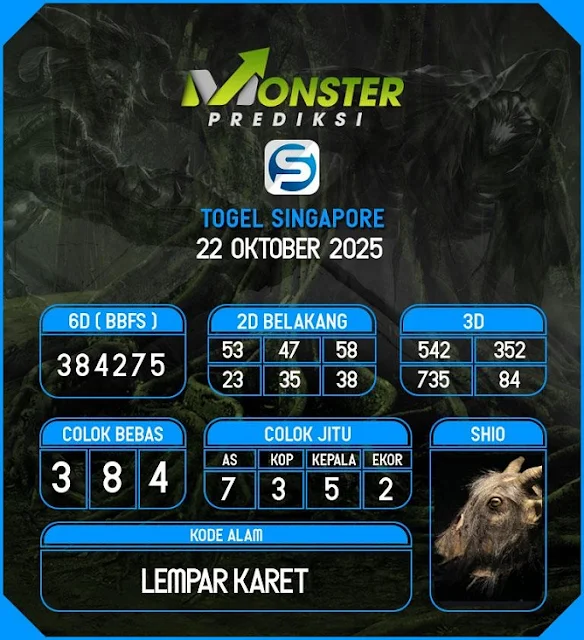 MONSTER
PREDIKSI
S
TOGEL SINGAPORE
22 OKTOBER 2025
6D ( BBFS )
384275
2D BELAKANG
53 47 58
23 35 38
3D
542 352
735 84
COLOK BEBAS
3 8 4
COLOK JITU
AS KOP KEPALA EKOR
7 3 5 2
SHIO
KODE ALAM
LEMPAR KARET